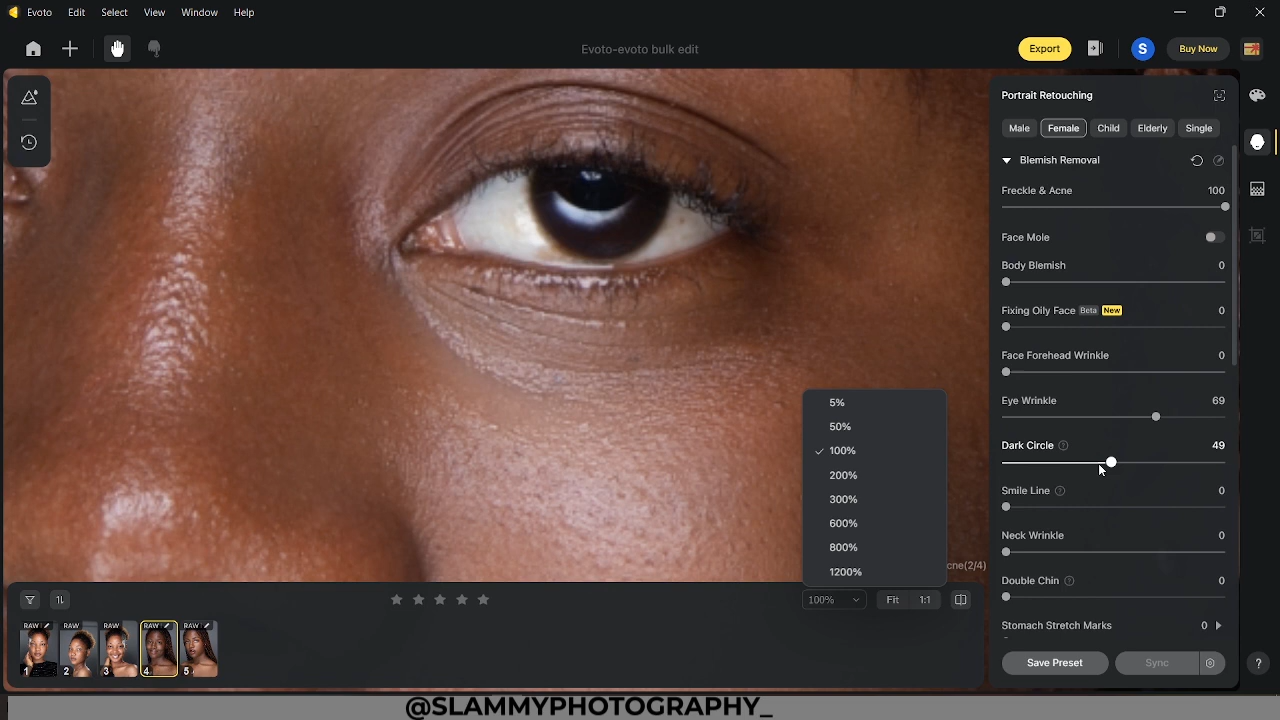 Evoto Edit Select View Window Help
Evoto-evoto bulk edit
Export
S
Buy Now
Portrait Retouching
Male Female Child Elderly Single
Blemish Removal
Freckle & Acne 100
Face Mole
Body Blemish 0
Fixing Oily Face Beta New 0
Face Forehead Wrinkle 0
Eye Wrinkle 69
Dark Circle ? 49
Smile Line ? 0
Neck Wrinkle 0
Double Chin ? 0
Stomach Stretch Marks 0
Save Preset Sync
?
5%
50%
100%
200%
300%
600%
800%
1200%
cne(2/4)
100% Fit 1:1
RAW RAW RAW RAW RAW
1 2 3 4 5
@SLAMMYPHOTOGRAPHY_